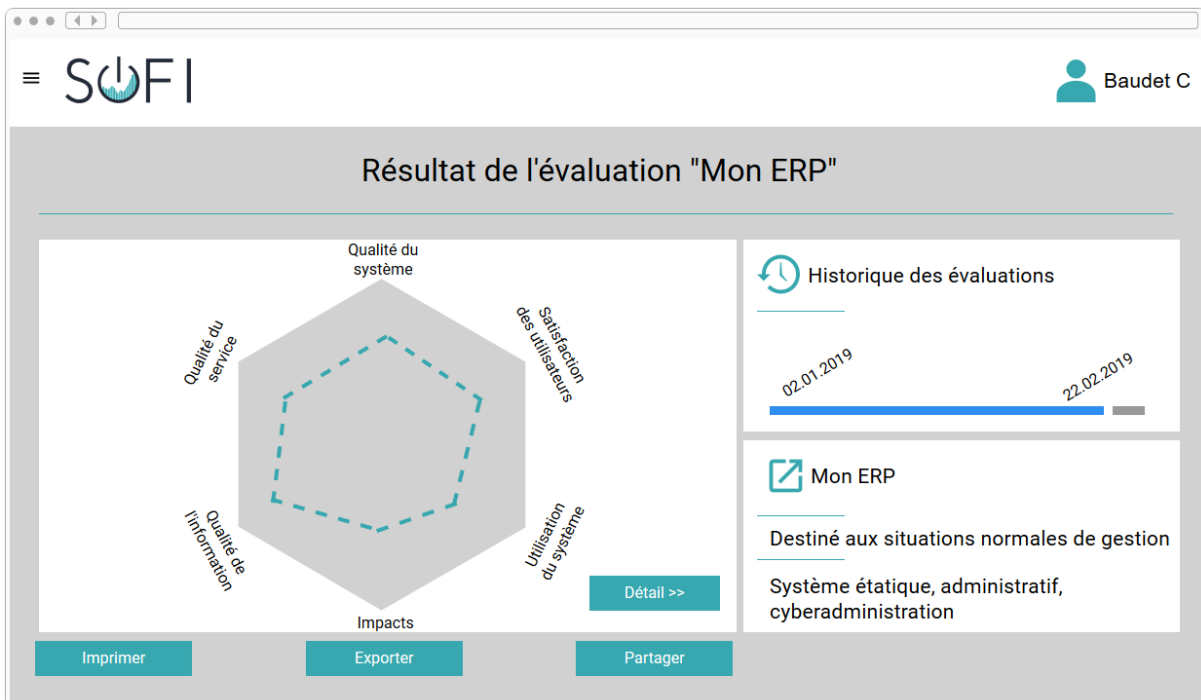 SOFI
Baudet C
Résultat de l'évaluation "Mon ERP"
Qualité du
système
Satisfaction
des utilisateurs
Qualité du
service
Utilisation
du système
Qualité de
l'information
Impacts
Détail >>
Historique des évaluations
02.01.2019
22.02.2019
Mon ERP
Destiné aux situations normales de gestion
Système étatique, administratif,
cyberadministration
Imprimer
Exporter
Partager